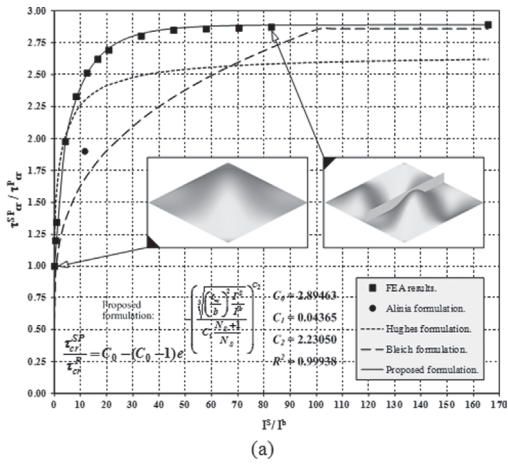 3.00
2.75
2.50
2.25
2.00
1.75
1.50
1.25
1.00
0.75
0.50
0.25
0.00
τ^SP_cr / τ^P_cr
Proposed
formulation:
C₀ = 2.89463
C₁ = 0.04365
C₂ = 2.23050
R² = 0.99938
FEA results.
Alinia formulation.
Hughes formulation.
Bleich formulation.
Proposed formulation.
0 10 20 30 40 50 60 70 80 90 100 110 120 130 140 150 160 170
I^S/I^b
(a)